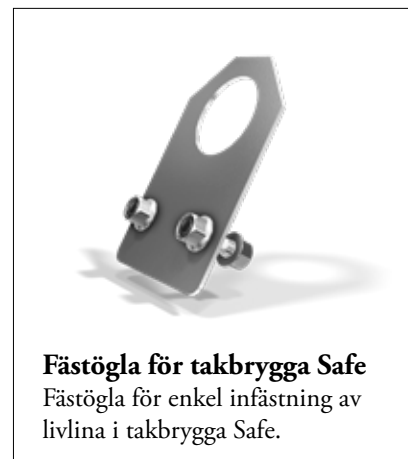 Fästögla för takbrygga Safe
Fästögla för enkel infästning av
livlina i takbrygga Safe.